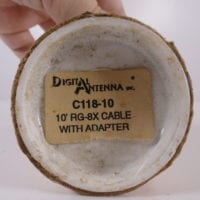 DIGITAL ANTENNA INC.
C118-10
10' RG-8X CABLE
WITH ADAPTER